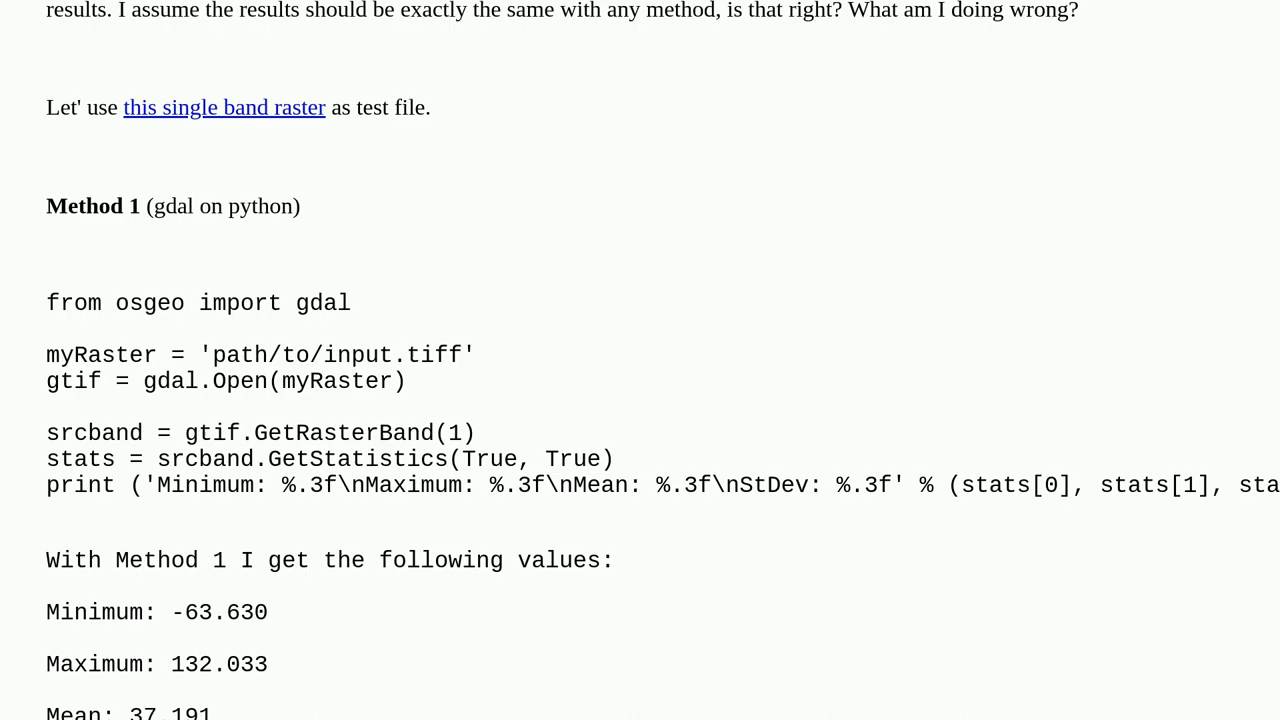 results. I assume the results should be exactly the same with any method, is that right? What am I doing wrong?
Let' use this single band raster as test file.
Method 1 (gdal on python)
from osgeo import gdal
myRaster = 'path/to/input.tiff'
gtif = gdal.Open(myRaster)
srcband = gtif.GetRasterBand(1)
stats = srcband.GetStatistics(True, True)
print ('Minimum: %.3f\nMaximum: %.3f\nMean: %.3f\nStDev: %.3f' % (stats[0], stats[1], sta
With Method 1 I get the following values:
Minimum: -63.630
Maximum: 132.033
Mean: 37.191